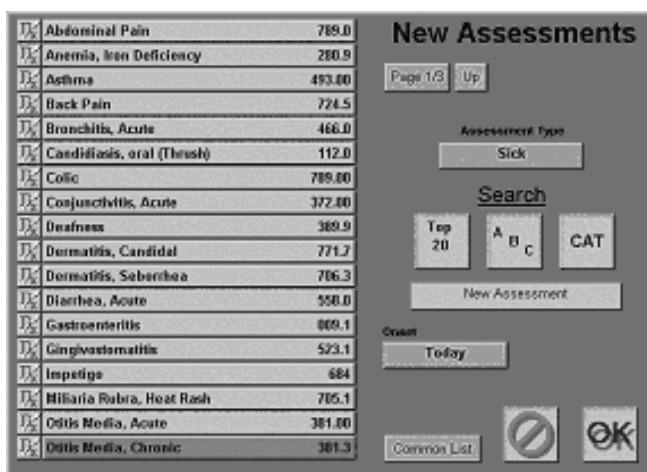 Abdominal Pain 789.0
Anemia, Iron Deficiency 280.9
Asthma 493.00
Back Pain 724.5
Bronchitis, Acute 466.0
Candidiasis, oral (Thrush) 112.0
Colic 789.00
Conjunctivitis, Acute 372.00
Deafness 389.9
Dermatitis, Candidal 771.7
Dermatitis, Seborrhea 706.3
Diarrhea, Acute 558.0
Gastroenteritis 009.1
Gingivostomatitis 523.1
Impetigo 684
Miliaria Rubra, Heat Rash 705.1
Otitis Media, Acute 381.00
Otitis Media, Chronic 381.3
New Assessments
Page 1/3 Up
Assessment Type
Sick
Search
Top 20
A B C
CAT
New Assessment
Onset
Today
Common List
OK